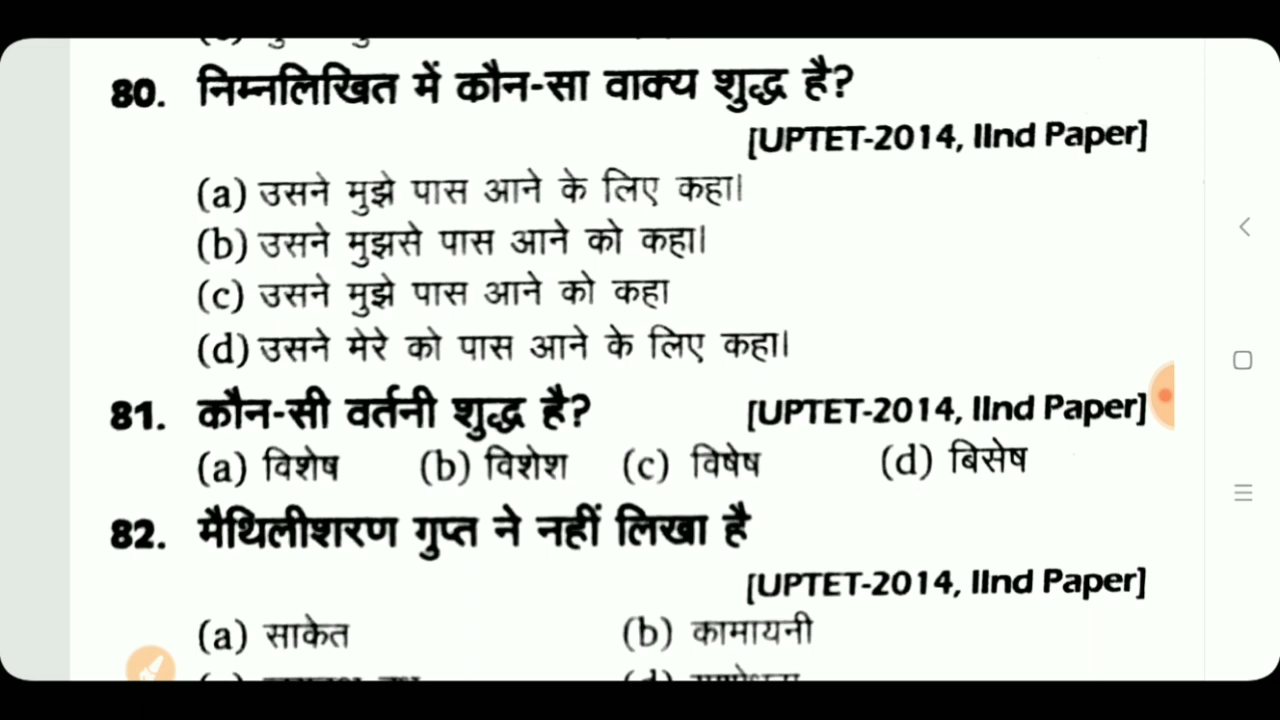 80. निम्नलिखित में कौन-सा वाक्य शुद्ध है?
[UPTET-2014, IInd Paper]
(a) उसने मुझे पास आने के लिए कहा।
(b) उसने मुझसे पास आने को कहा।
(c) उसने मुझे पास आने को कहा
(d) उसने मेरे को पास आने के लिए कहा।
81. कौन-सी वर्तनी शुद्ध है? [UPTET-2014, IInd Paper]
(a) विशेष (b) विशेश (c) विषेष (d) बिसेष
82. मैथिलीशरण गुप्त ने नहीं लिखा है
[UPTET-2014, IInd Paper]
(a) साकेत (b) कामायनी